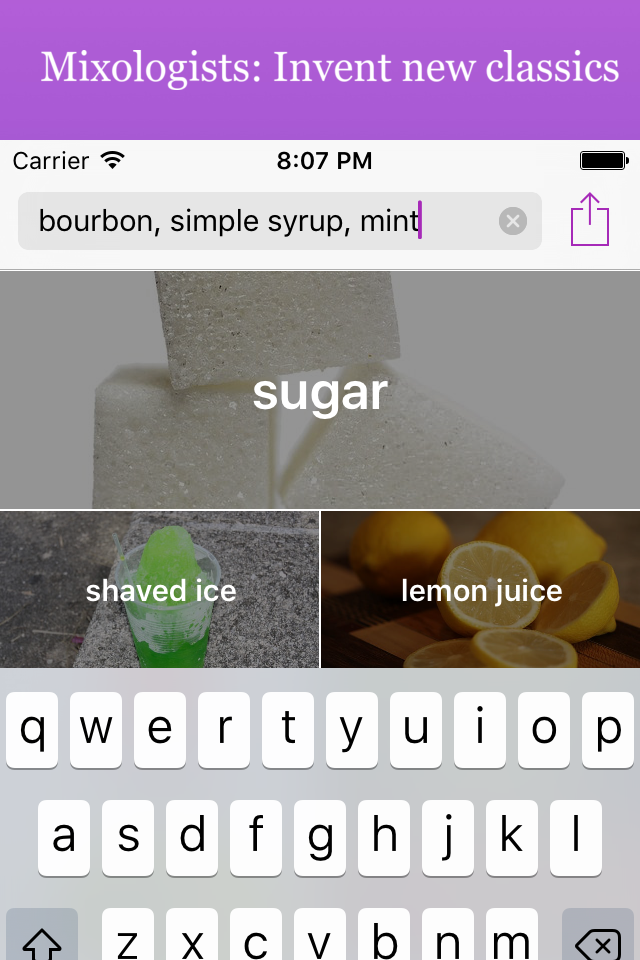 Mixologists: Invent new classics
Carrier 8:07 PM
bourbon, simple syrup, mint
sugar
shaved ice lemon juice
q w e r t y u i o p
a s d f g h j k l
z x c v b n m